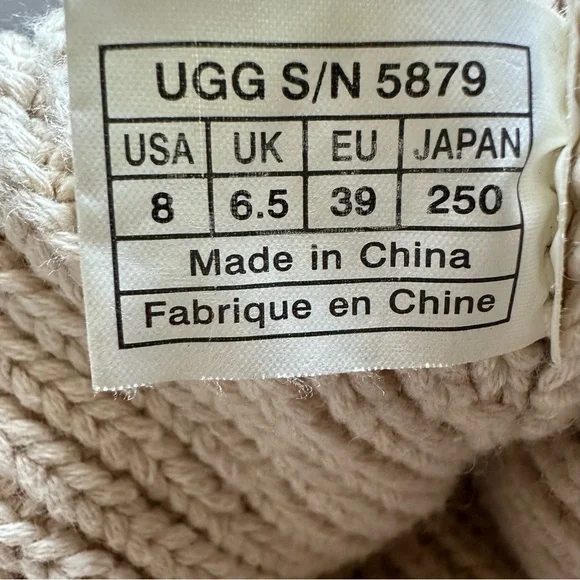 UGG S/N 5879
USA UK EU JAPAN
8 6.5 39 250
Made in China
Fabrique en Chine